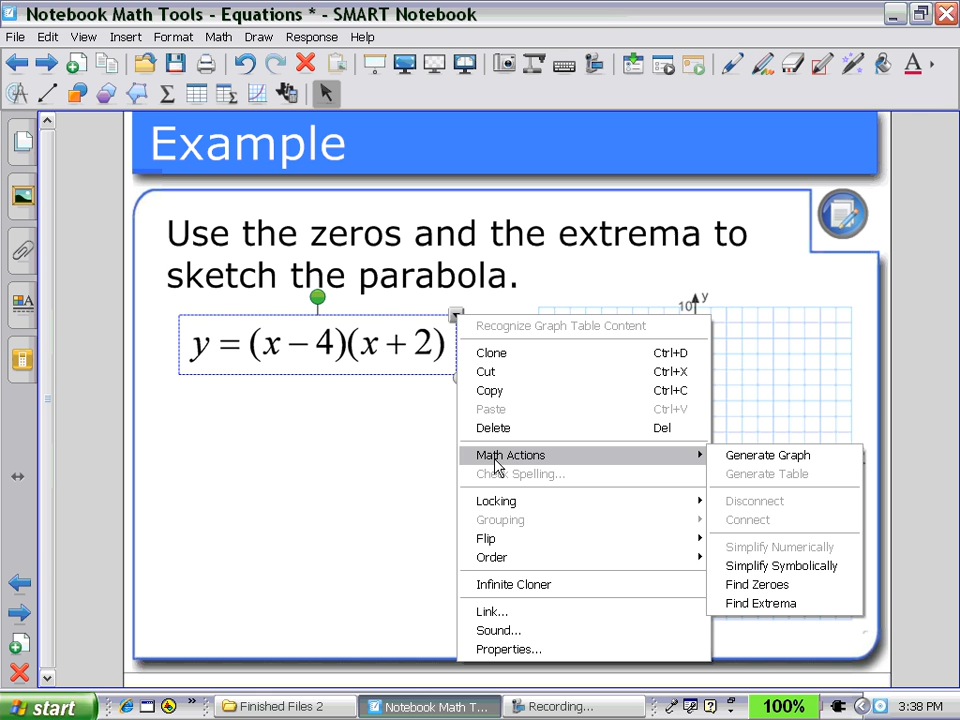 Notebook Math Tools - Equations * - SMART Notebook
File Edit View Insert Format Math Draw Response Help
Example
Use the zeros and the extrema to
sketch the parabola.
10 y
y = (x − 4)(x + 2)
Recognize Graph Table Content
Clone Ctrl+D
Cut Ctrl+X
Copy Ctrl+C
Paste Ctrl+V
Delete Del
Math Actions
Check Spelling...
Locking
Grouping
Flip
Order
Infinite Cloner
Link...
Sound...
Properties...
Generate Graph
Generate Table
Disconnect
Connect
Simplify Numerically
Simplify Symbolically
Find Zeroes
Find Extrema
start
Finished Files 2
Notebook Math T...
Recording...
100%
3:38 PM